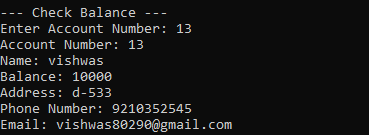 --- Check Balance ---
Enter Account Number: 13
Account Number: 13
Name: vishwas
Balance: 10000
Address: d-533
Phone Number: 9210352545
Email: vishwas80290@gmail.com